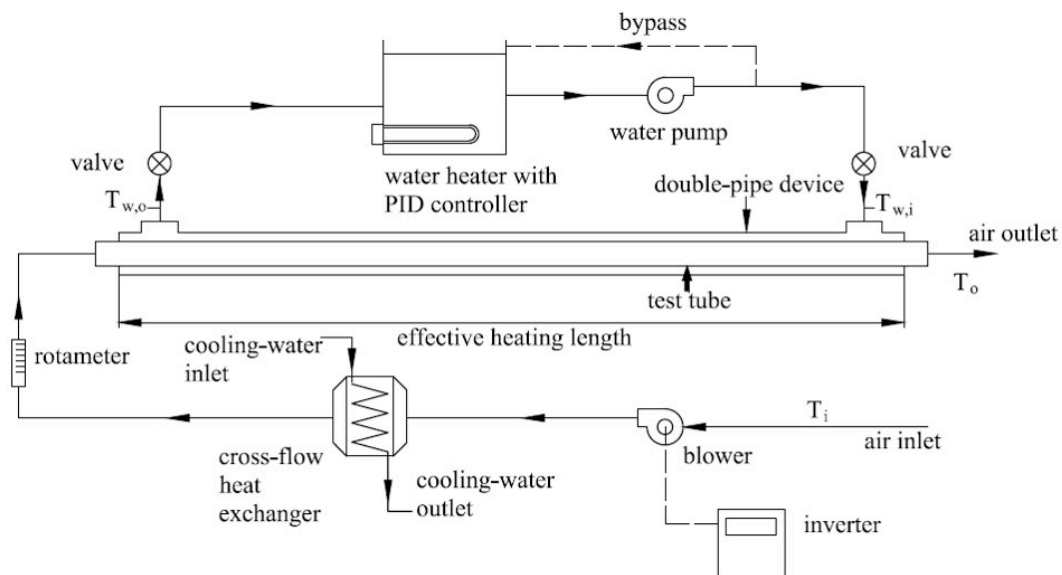 bypass
water pump
valve
valve
water heater with
PID controller
double-pipe device
T_w,o
T_w,i
air outlet
T_o
test tube
effective heating length
cooling-water
inlet
rotameter
T_i
air inlet
blower
cross-flow
heat
exchanger
cooling-water
outlet
inverter